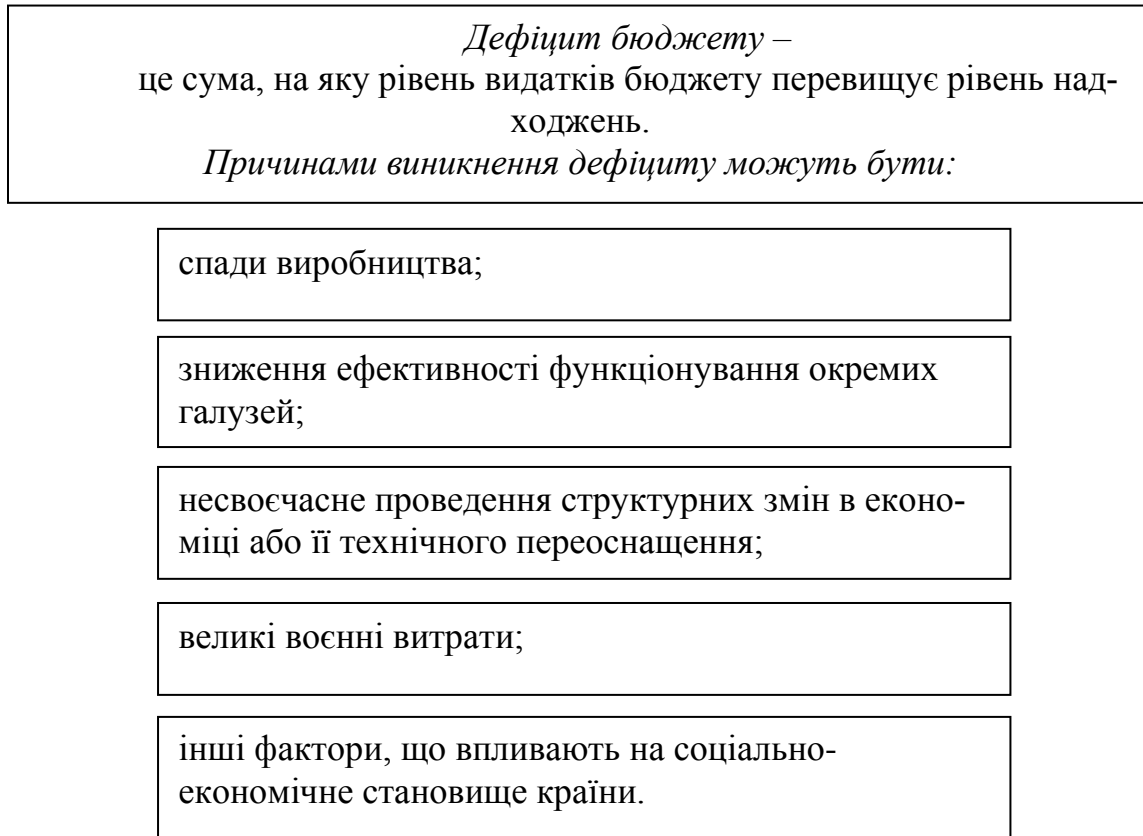 Дефіцит бюджету –
це сума, на яку рівень видатків бюджету перевищує рівень над-
ходжень.
Причинами виникнення дефіциту можуть бути:
спади виробництва;
зниження ефективності функціонування окремих
галузей;
несвоєчасне проведення структурних змін в еконо-
міці або її технічного переоснащення;
великі воєнні витрати;
інші фактори, що впливають на соціально-
економічне становище країни.